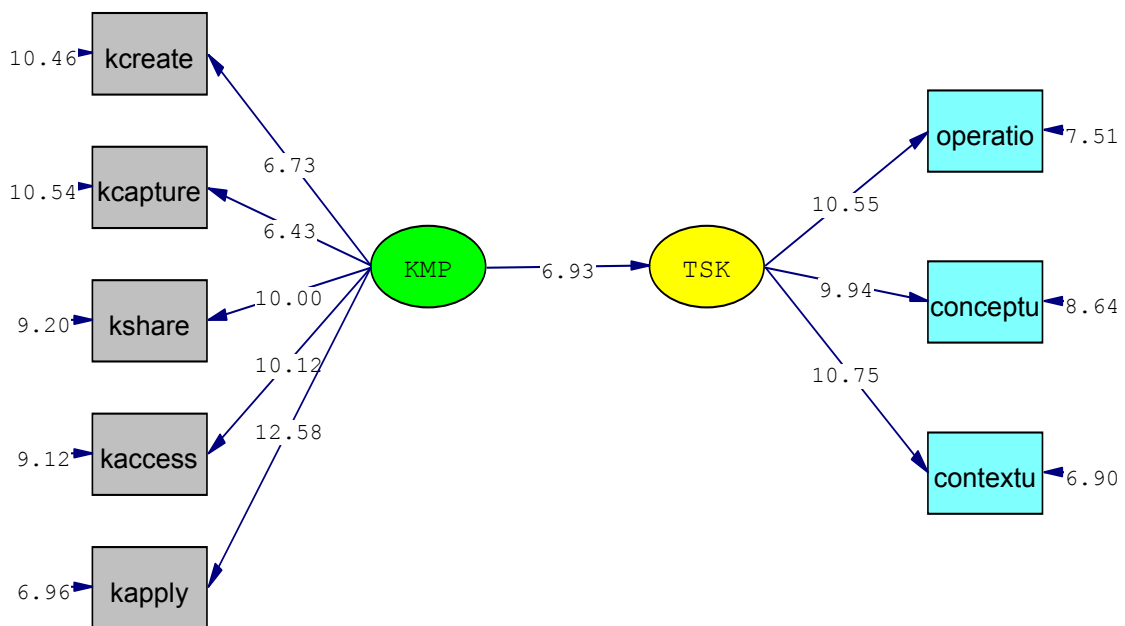 10.46
kcreate
10.54
kcapture
9.20
kshare
9.12
kaccess
6.96
kapply
6.73
6.43
10.00
10.12
12.58
KMP
6.93
TSK
10.55
9.94
10.75
operatio
7.51
conceptu
8.64
contextu
6.90